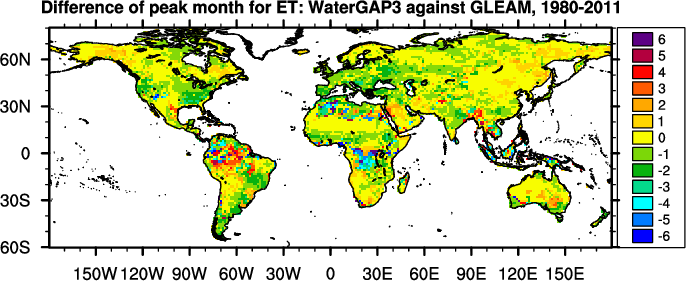 Difference of peak month for ET: WaterGAP3 against GLEAM, 1980-2011
60N
30N
0
30S
60S
150W 120W 90W 60W 30W 0 30E 60E 90E 120E 150E
6
5
4
3
2
1
0
-1
-2
-3
-4
-5
-6